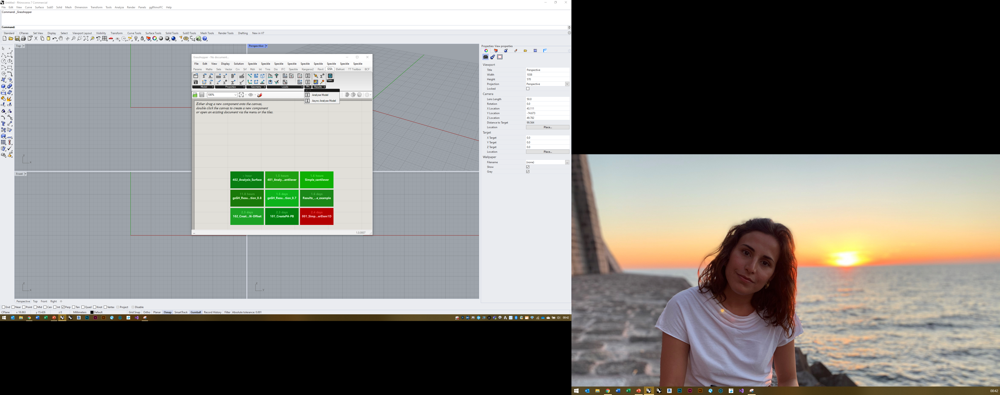 Untitled - Rhinoceros 7 Commercial
File Edit View Curve Surface SubD Solid Mesh Dimension Transform Tools Analyze Render Panels ggRhinoIFC Help
Command: _Grasshopper
Command:
Standard CPlanes Set View Display Select Viewport Layout Visibility Transform Curve Tools Surface Tools Solid Tools SubD Tools Mesh Tools Render Tools Drafting New in V7
Top
Perspective
Front
Grasshopper - No document...
File Edit View Display Solution Speckle Speckle Speckle Speckle Speckle Speckle Speckle Speckle Speckle
Params Maths Sets Vector Crv Srf Msh Int Trns Dis IFC Speckle Kangaroo2 Revit GSA Elefront TT Toolbox BCF
Para...
Model Properties Geometry Loads An.. Results
100%
Analyse Model
Async Analyse Model
Either drag a new component onto the canvas,
double click the canvas to create a new component
or open an existing document via the menu or the tiles.
< hour 1.5 hours 1.6 hours
402_Analysis_Surface 401_Analy...antilever Simple_cantilever
11.8 hours 1.5 days 1.6 days
gsGH_Resu...tion_0.8 gsGH_Resu...tion_0.7 Results_...e_example
2.3 days 2.3 days 2.4 days
102_Creat...I6-Offset 101_CreatePA-PB 001_Simp...erElem1D
...
1.0.0007
y
x
z
x
z
y
Properties: View properties
Viewport
Title Perspective
Width 1038
Height 570
Projection Perspective
Locked
Camera
Lens Length 50.0
Rotation 0.0
X Location 43.111
Y Location -74.673
Z Location 49.782
Distance to Target 99.564
Location Place...
Target
X Target 0.0
Y Target 0.0
Z Target 0.0
Location Place...
Wallpaper
Filename (none) ...
Show
Gray
Perspective Top Front Right
End Near Point Mid Cen Int Perp Tan Quad Knot Vertex Project Disable
CPlane x 18.863 y 15.426 z 0 Millimeters Default Grid Snap Ortho Planar Osnap SmartTrack Gumball Record History Filter Absolute tolerance: 0.001
00:42
00:42